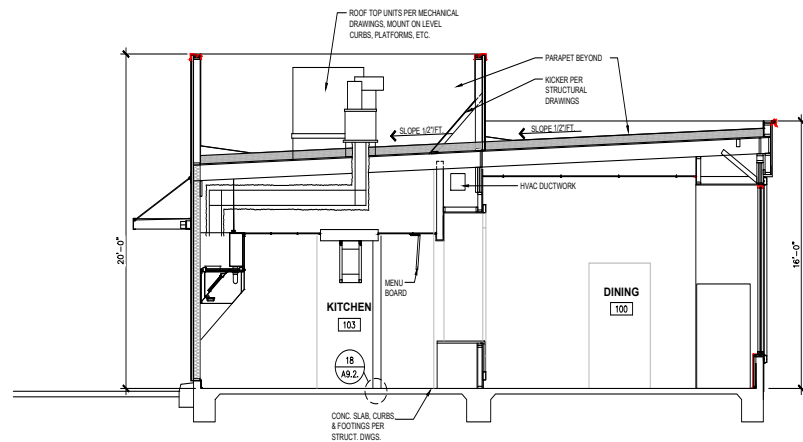 ROOF TOP UNITS PER MECHANICAL
DRAWINGS, MOUNT ON LEVEL
CURBS, PLATFORMS, ETC.
PARAPET BEYOND
KICKER PER
STRUCTURAL
DRAWINGS
SLOPE 1/2"/FT.
SLOPE 1/2"/FT.
HVAC DUCTWORK
20'-0"
16'-0"
MENU
BOARD
KITCHEN
103
DINING
100
18
A9.2.
CONC. SLAB, CURBS
& FOOTINGS PER
STRUCT. DWGS.